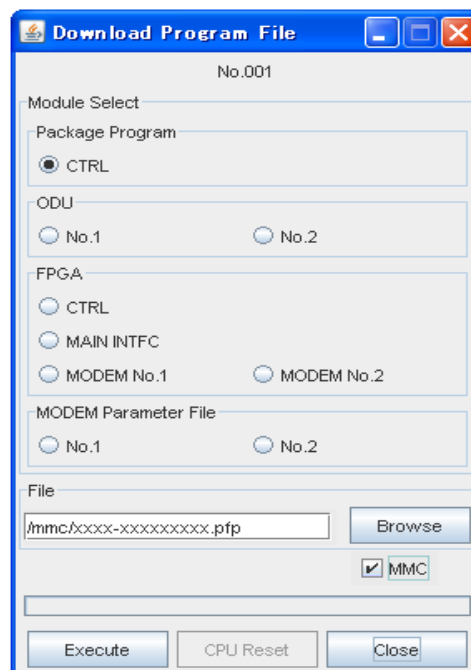 Download Program File
No.001
Module Select
Package Program
CTRL
ODU
No.1 No.2
FPGA
CTRL
MAIN INTFC
MODEM No.1 MODEM No.2
MODEM Parameter File
No.1 No.2
File
/mmc/xxxx-xxxxxxxxx.pfp Browse
MMC
Execute CPU Reset Close